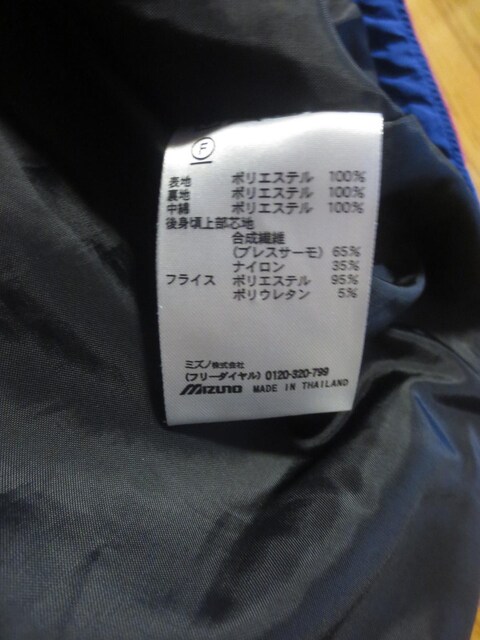 F
表地 ポリエステル 100%
裏地 ポリエステル 100%
中綿 ポリエステル 100%
後身頃上部芯地
合成繊維
(ブレスサーモ) 65%
ナイロン 35%
フライス ポリエステル 95%
ポリウレタン 5%
ミズノ株式会社
(フリーダイヤル) 0120-320-799
MIZUNO MADE IN THAILAND